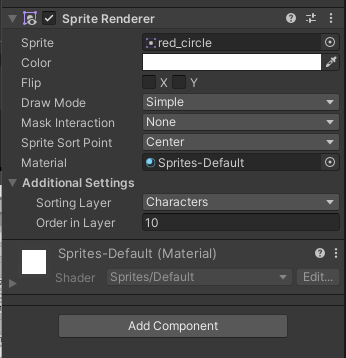 Sprite Renderer
Sprite red_circle
Color
Flip X Y
Draw Mode Simple
Mask Interaction None
Sprite Sort Point Center
Material Sprites-Default
Additional Settings
Sorting Layer Characters
Order in Layer 10
Sprites-Default (Material)
Shader Sprites/Default Edit...
Add Component